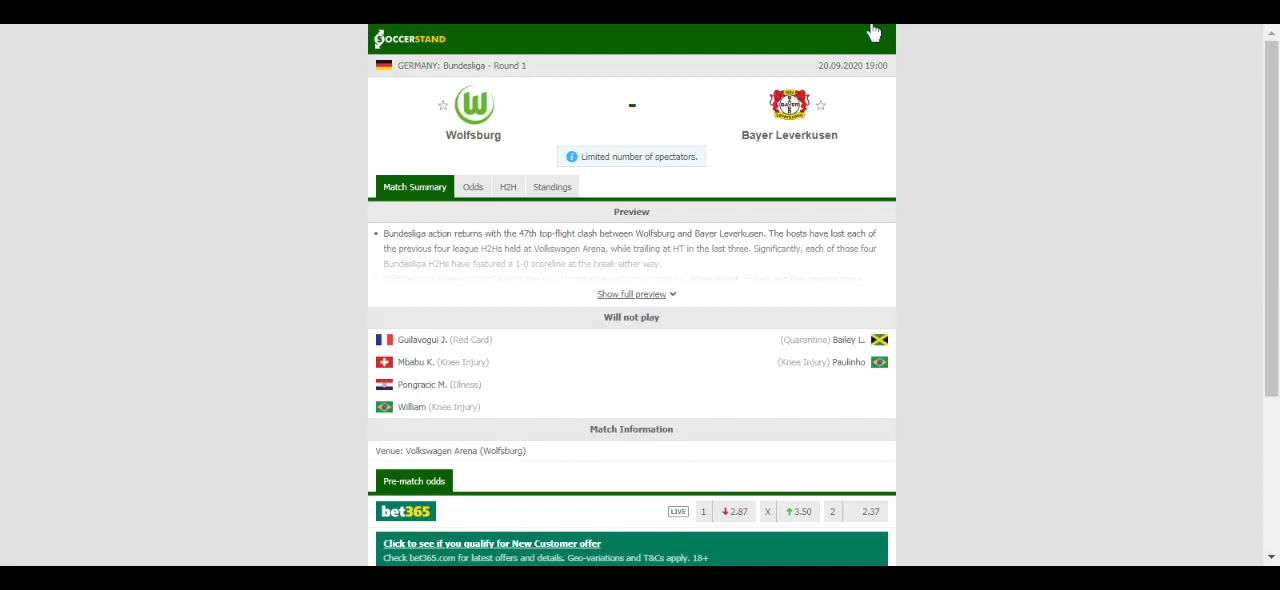 SOCCERSTAND
GERMANY: Bundesliga - Round 1 20.09.2020 19:00
Wolfsburg - Bayer Leverkusen
Limited number of spectators.
Match Summary Odds H2H Standings
Preview
• Bundesliga action returns with the 47th top-flight clash between Wolfsburg and Bayer Leverkusen. The hosts have lost each of
the previous four league H2Hs held at Volkswagen Arena, while trailing at HT in the last three. Significantly, each of those four
Bundesliga H2Hs have featured a 1-0 scoreline at the break either way.
Show full preview
Will not play
Guilavogui J. (Red Card) (Quarantine) Bailey L.
Mbabu K. (Knee Injury) (Knee Injury) Paulinho
Pongracic M. (Illness)
William (Knee Injury)
Match Information
Venue: Volkswagen Arena (Wolfsburg)
Pre-match odds
bet365 LIVE 1 2.87 X 3.50 2 2.37
Click to see if you qualify for New Customer offer
Check bet365.com for latest offers and details. Geo-variations and T&Cs apply. 18+